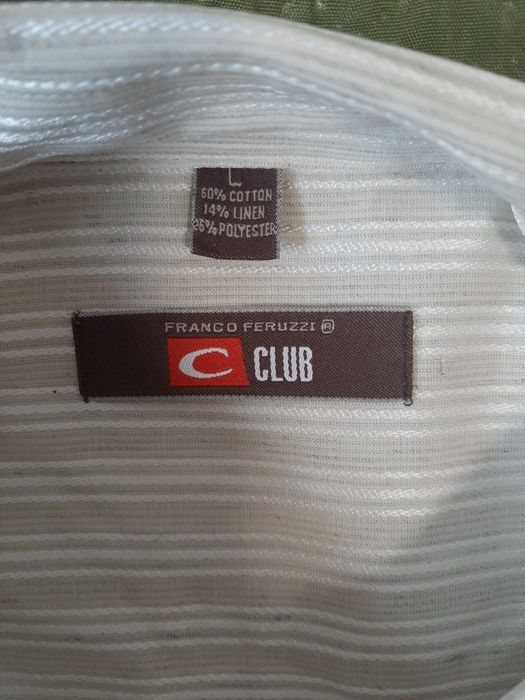 L
60% COTTON
14% LINEN
26% POLYESTER
FRANCO FERUZZI ®
C CLUB